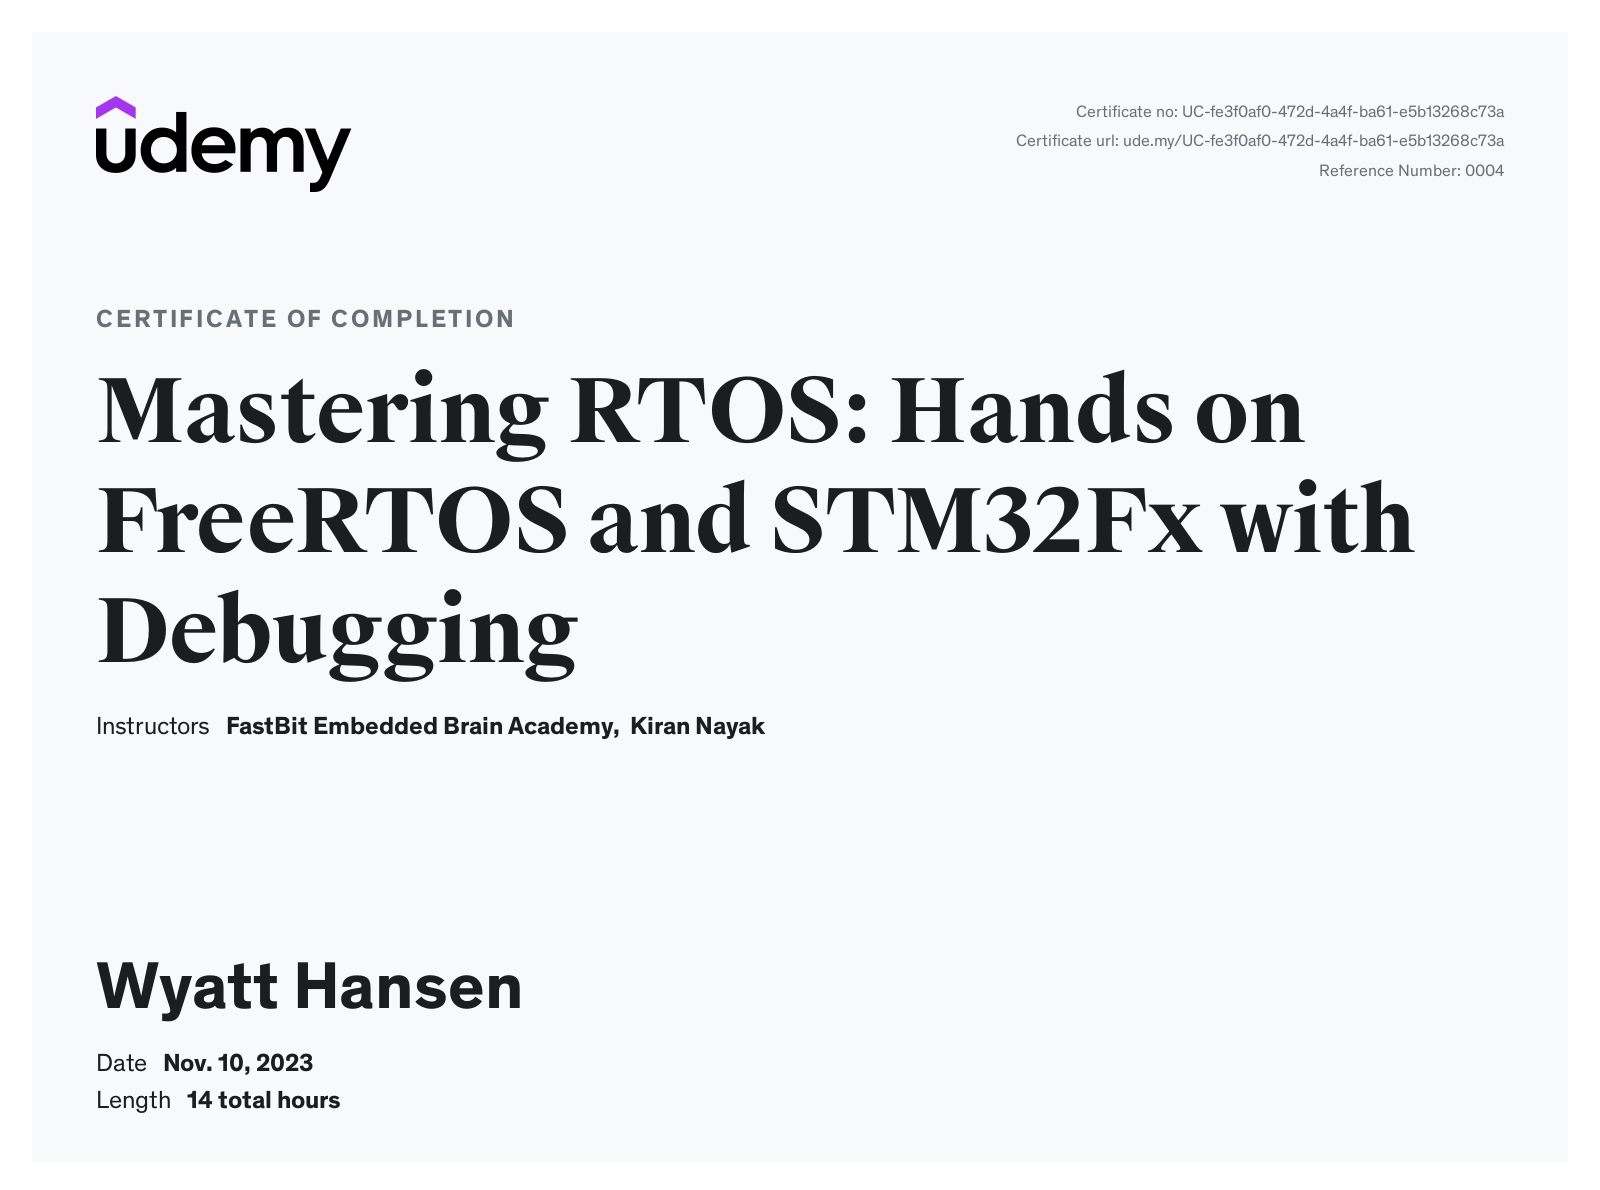 udemy
Certificate no: UC-fe3f0af0-472d-4a4f-ba61-e5b13268c73a
Certificate url: ude.my/UC-fe3f0af0-472d-4a4f-ba61-e5b13268c73a
Reference Number: 0004
CERTIFICATE OF COMPLETION
Mastering RTOS: Hands on
FreeRTOS and STM32Fx with
Debugging
Instructors FastBit Embedded Brain Academy, Kiran Nayak
Wyatt Hansen
Date Nov. 10, 2023
Length 14 total hours